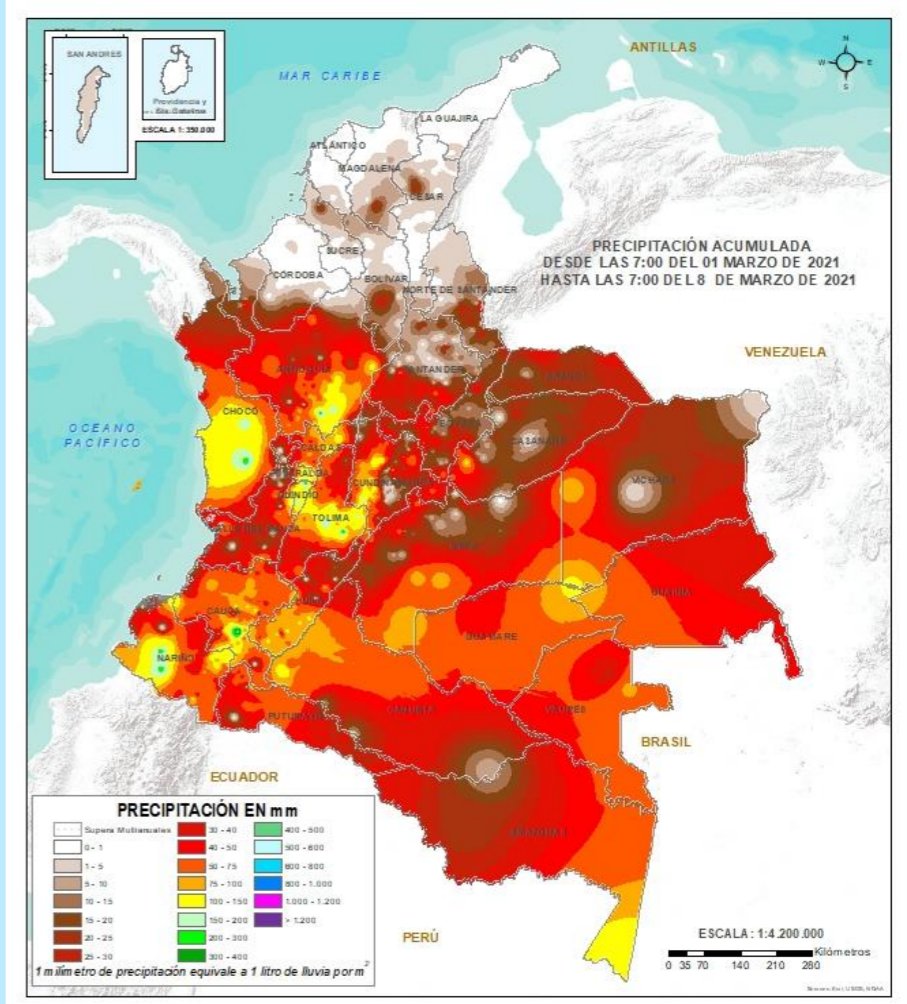 SAN ANDRES
Providencia y
Sta. Catalina
ESCALA 1: 350.000
MAR CARIBE
ANTILLAS
N
W E
S
LA GUAJIRA
ATLÁNTICO
MAGDALENA
CESAR
SUCRE
CÓRDOBA
BOLÍVAR
NORTE DE SANTANDER
PRECIPITACIÓN ACUMULADA
DESDE LAS 7:00 DEL 01 MARZO DE 2021
HASTA LAS 7:00 DEL 8 DE MARZO DE 2021
VENEZUELA
OCEANO
PACÍFICO
ANTIOQUIA
SANTANDER
ARAUCA
CHOCÓ
BOYACÁ
CASANARE
CALDAS
RISARALDA
CUNDINAMARCA
VICHADA
QUINDIO
TOLIMA
VALLE DEL CAUCA
META
GUAINÍA
CAUCA
HUILA
GUAVIARE
NARIÑO
PUTUMAYO
CAQUETÁ
VAUPÉS
BRASIL
ECUADOR
AMAZONAS
PERÚ
PRECIPITACIÓN EN mm
Supera Multianuales
0 - 1
1 - 5
5 - 10
10 - 15
15 - 20
20 - 25
25 - 30
30 - 40
40 - 50
50 - 75
75 - 100
100 - 150
150 - 200
200 - 300
300 - 400
400 - 500
500 - 600
600 - 800
800 - 1.000
1.000 - 1.200
> 1.200
1 milímetro de precipitación equivale a 1 litro de lluvia por m²
ESCALA : 1:4.200.000
Kilómetros
0 35 70 140 210 280